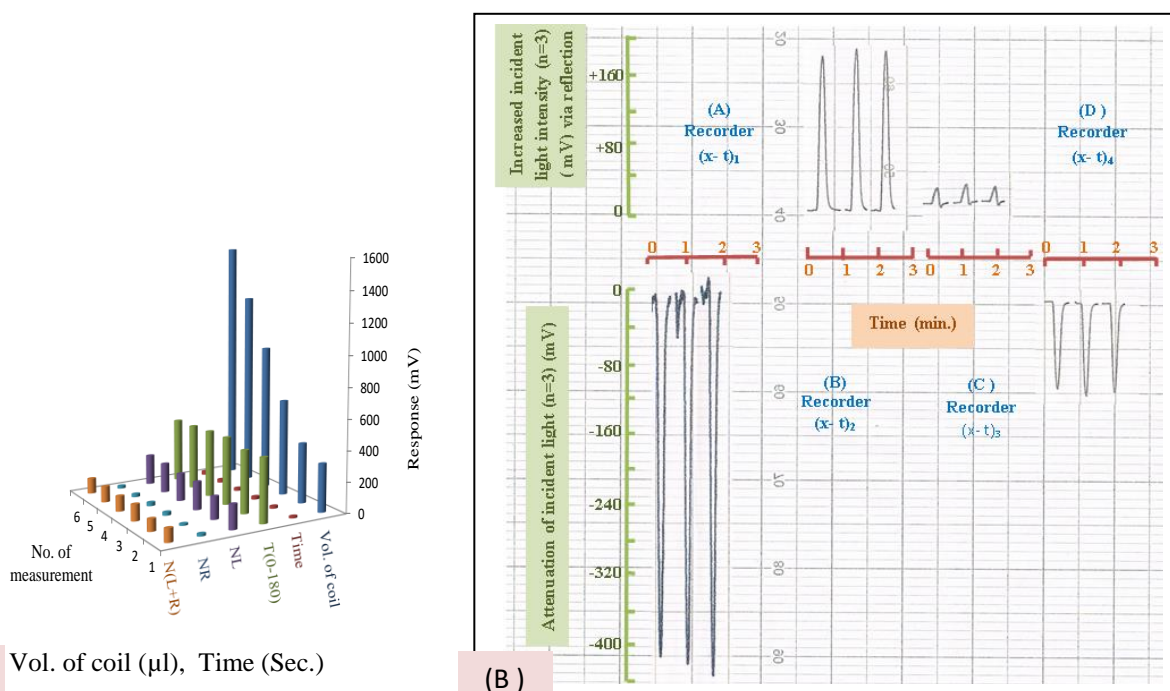 1600
1400
1200
1000
800
600
400
200
0
Response (mV)
6
5
4
3
2
1
No. of
measurement
N(L+R)
NR
NL
T(0-180)
Time
Vol. of coil
Vol. of coil (µl), Time (Sec.)
Increased incident
light intensity (n=3)
( mV) via reflection
+160
+80
0
(A)
Recorder
(x- t)1
(D )
Recorder
(x- t)4
20
30
40
0 1 2 3
0 1 2 3
0 1 2 3
0 1 2 3
Attenuation of incident light (n=3) (mV)
0
-80
-160
-240
-320
-400
Time (min.)
(B)
Recorder
(x- t)2
(C )
Recorder
(x- t)3
50
60
70
80
90
(B )